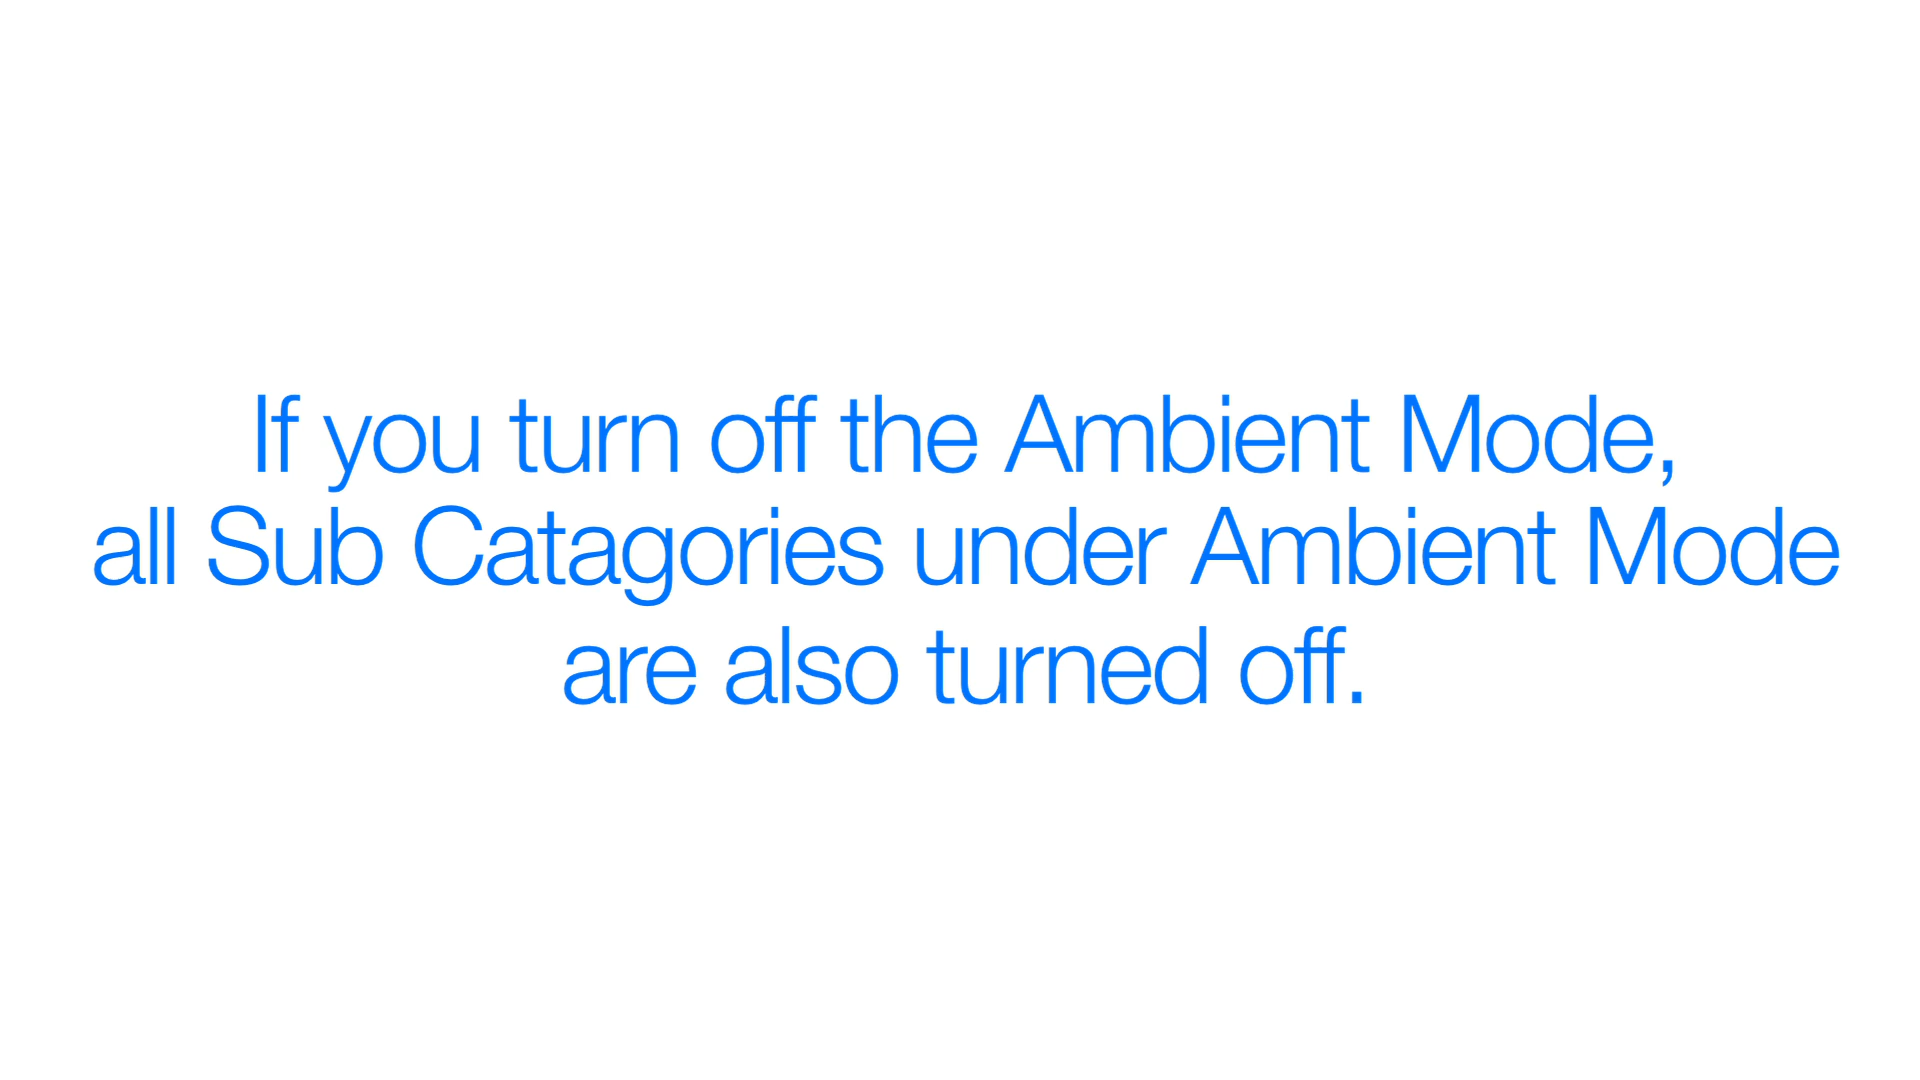 If you turn off the Ambient Mode,
all Sub Catagories under Ambient Mode
are also turned off.